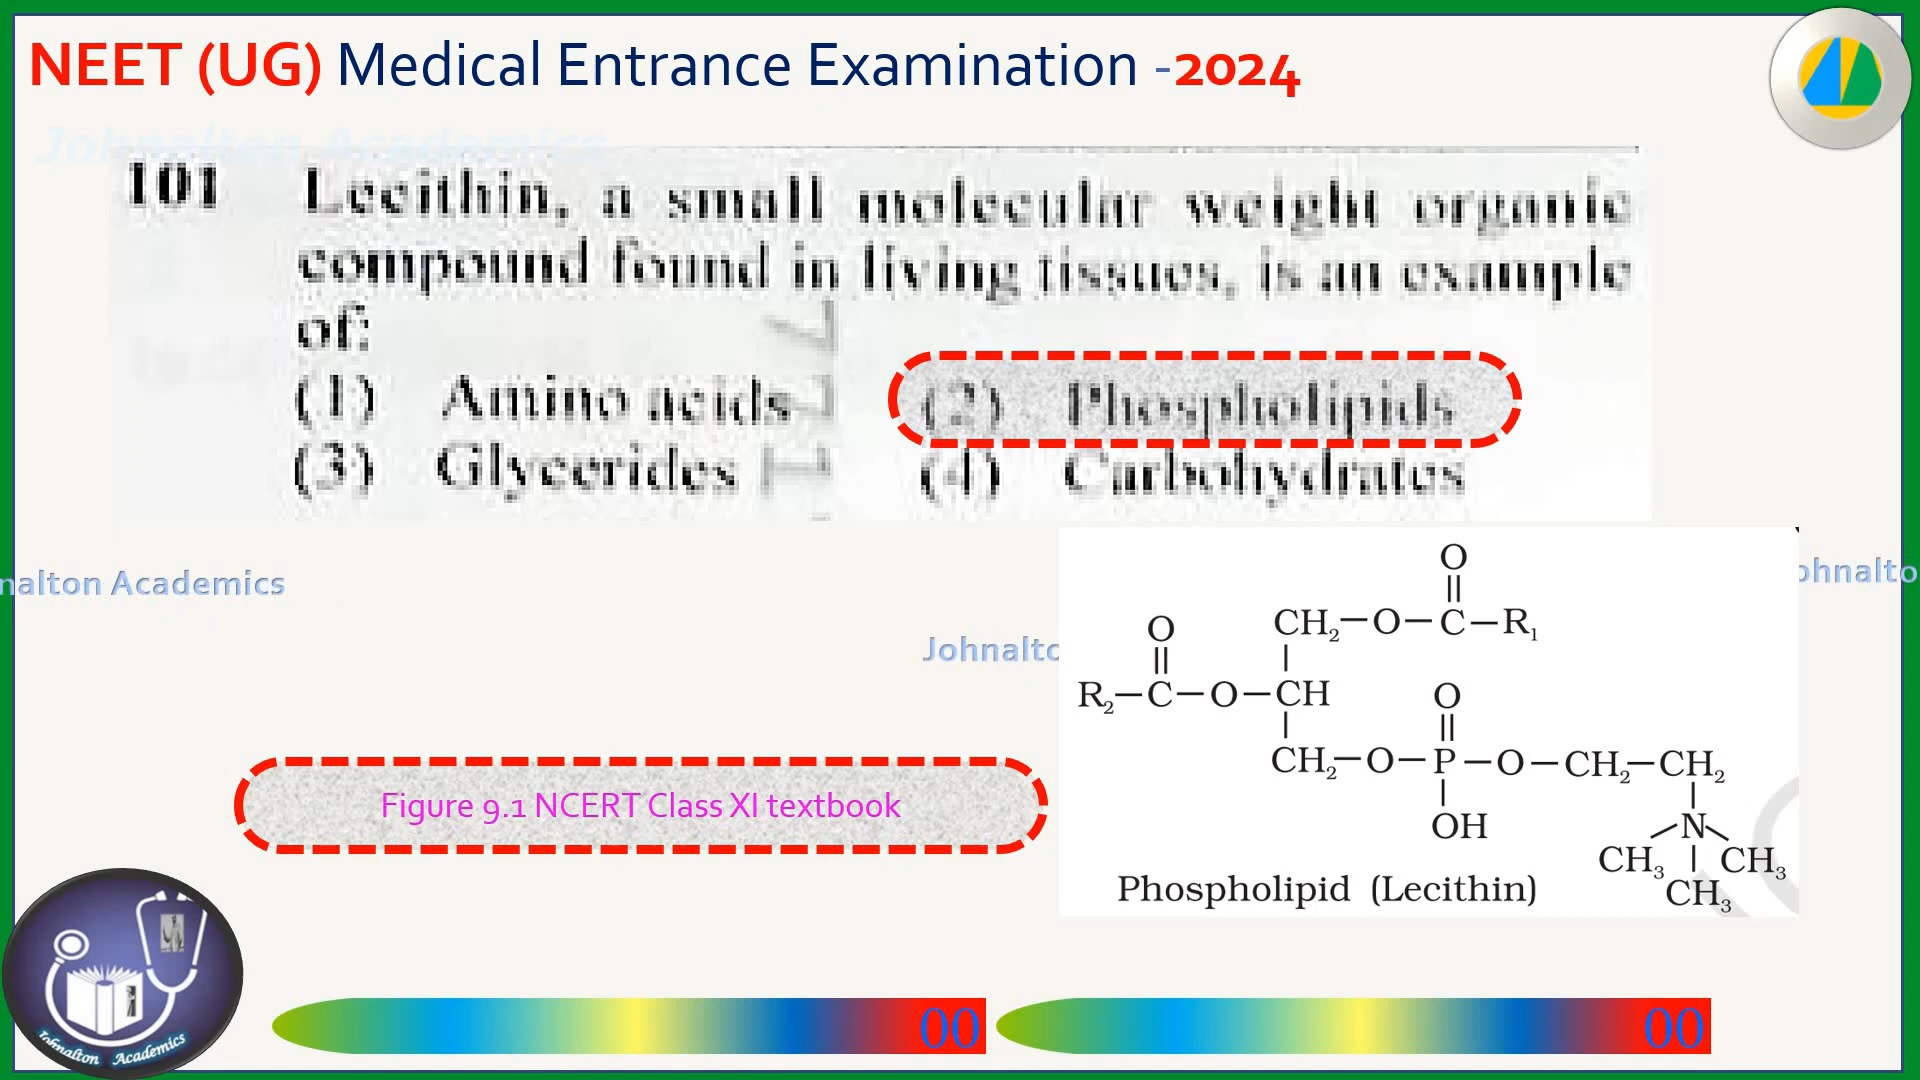 NEET (UG) Medical Entrance Examination -2024
Johnalton Academics
101 Lecithin, a small molecular weight organic
compound found in living tissues, is an example
of:
(1) Amino acids (2) Phospholipids
(3) Glycerides (4) Carbohydrates
nalton Academics
ohnalto
Johnalto
O
||
CH2—O—C—R1
|
O
||
R2—C—O—CH
|
O
||
CH2—O—P—O—CH2—CH2
|
OH
|
N
CH3 | CH3
CH3
Phospholipid (Lecithin)
Figure 9.1 NCERT Class XI textbook
Johnalton Academics
00 00